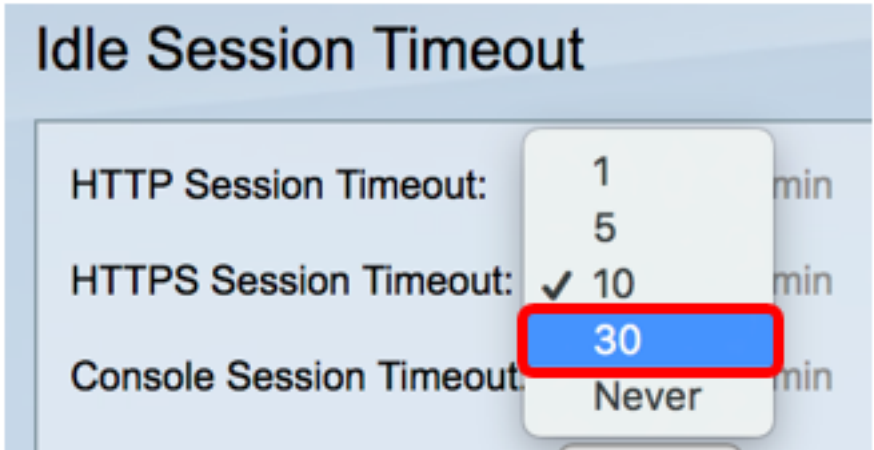 Idle Session Timeout
HTTP Session Timeout:
1
min
5
HTTPS Session Timeout:
✓ 10
min
30
Console Session Timeout:
Never
min